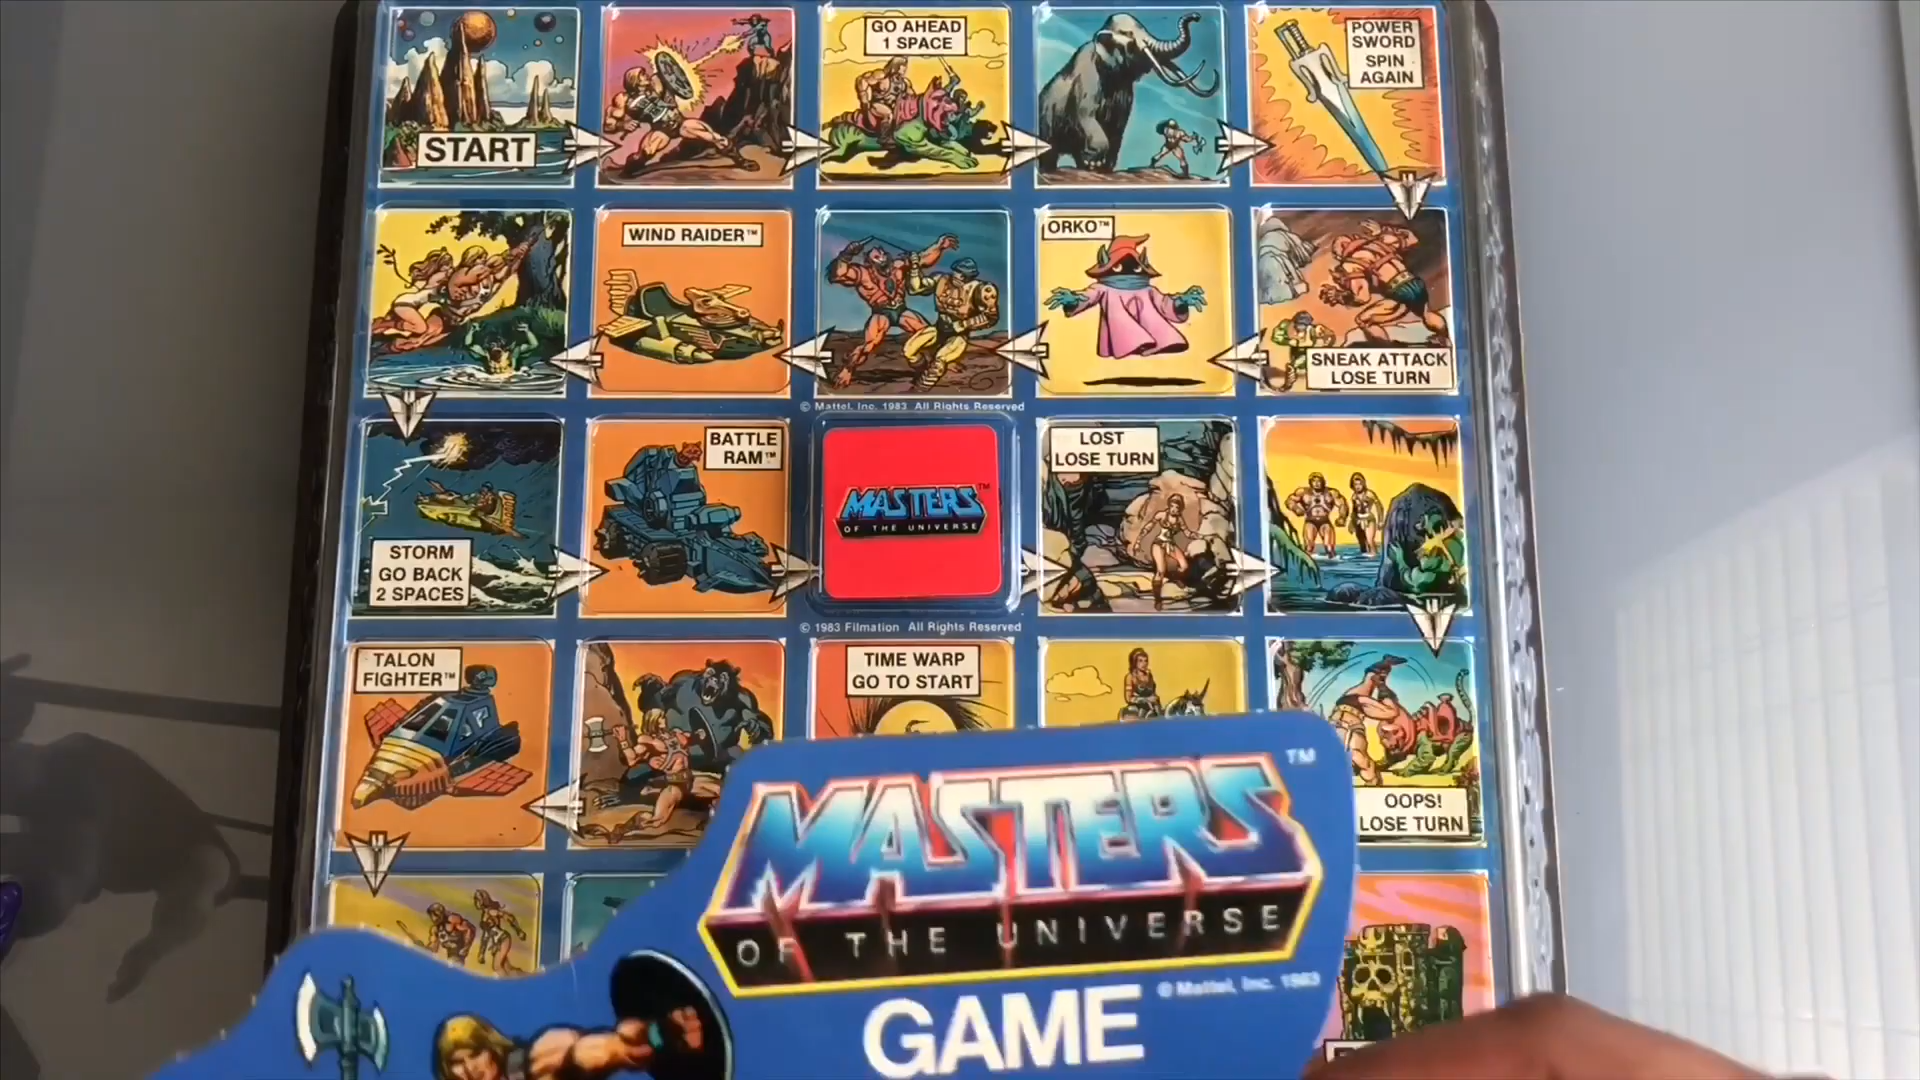 START
GO AHEAD
1 SPACE
POWER
SWORD
SPIN
AGAIN
WIND RAIDER™
ORKO™
SNEAK ATTACK
LOSE TURN
© Mattel, Inc. 1983 All Rights Reserved
STORM
GO BACK
2 SPACES
BATTLE
RAM™
MASTERS™
OF THE UNIVERSE
LOST
LOSE TURN
© 1983 Filmation All Rights Reserved
TALON
FIGHTER™
TIME WARP
GO TO START
OOPS!
LOSE TURN
MASTERS™
OF THE UNIVERSE
© Mattel, Inc. 1983
GAME